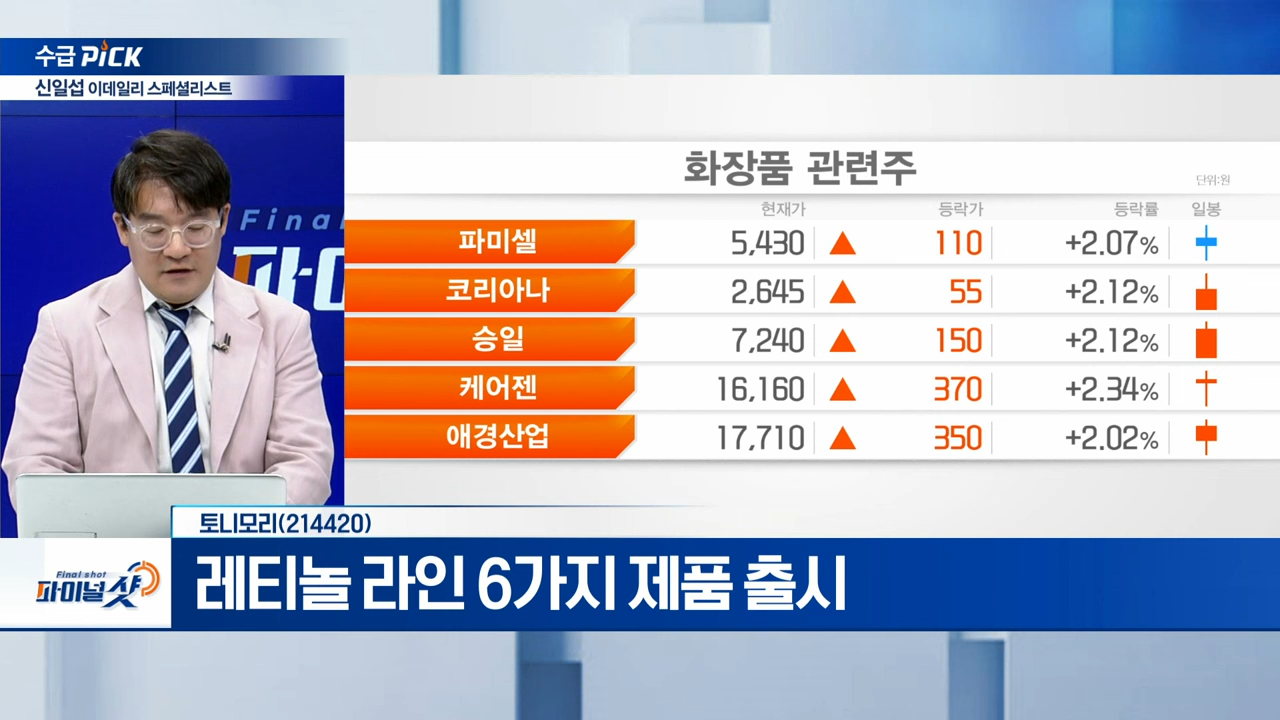 수급 PICK
신일섭 이데일리 스페셜리스트
Final
파이
화장품 관련주
단위:원
현재가 등락가 등락률 일봉
파미셀 5,430 ▲ 110 +2.07%
코리아나 2,645 ▲ 55 +2.12%
승일 7,240 ▲ 150 +2.12%
케어젠 16,160 ▲ 370 +2.34%
애경산업 17,710 ▲ 350 +2.02%
토니모리(214420)
Final shot
파이널샷
레티놀 라인 6가지 제품 출시